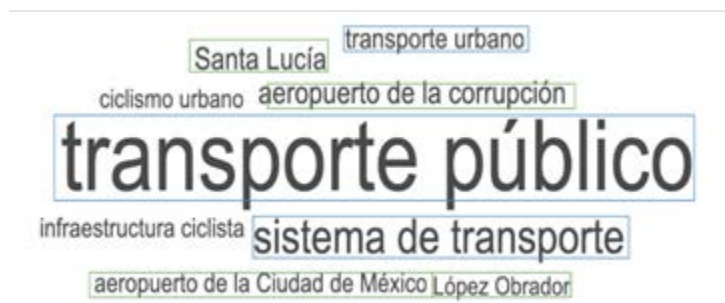 transporte urbano
Santa Lucía
ciclismo urbano aeropuerto de la corrupción
transporte público
infraestructura ciclista sistema de transporte
aeropuerto de la Ciudad de México López Obrador